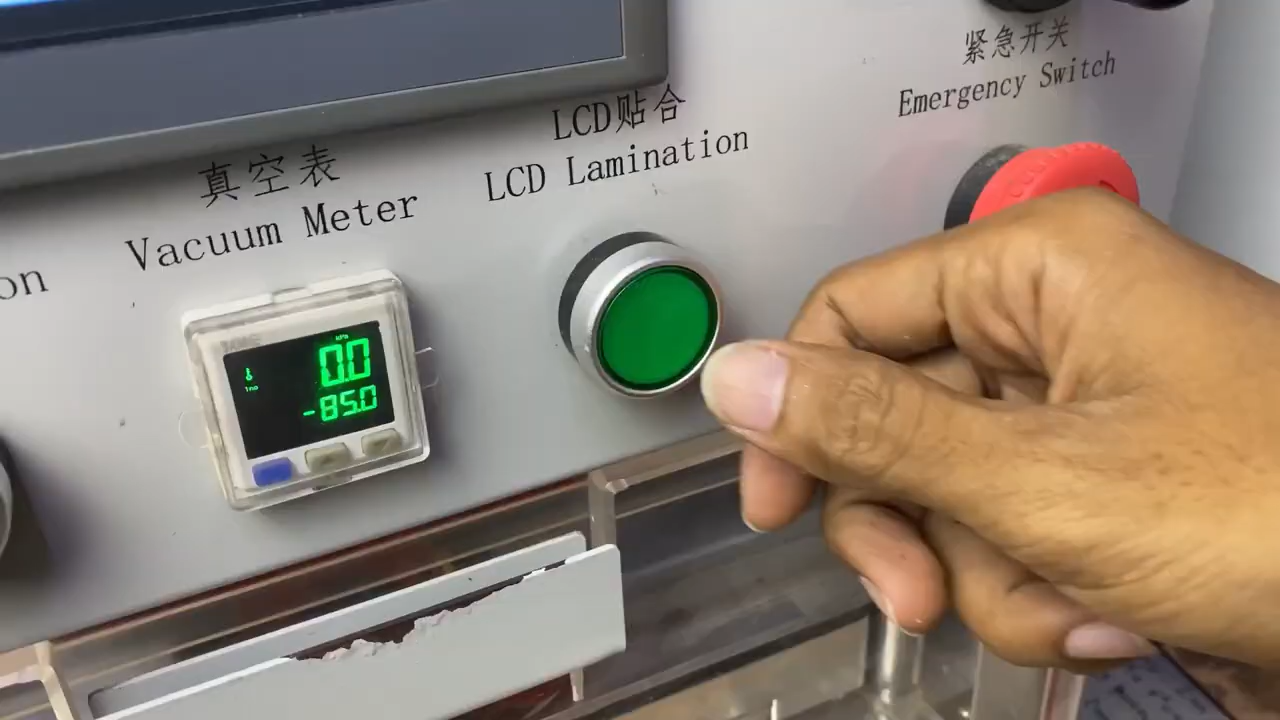 紧急开关
Emergency Switch
LCD贴合
LCD Lamination
真空表
Vacuum Meter
on
kPa
0.0
-85.0